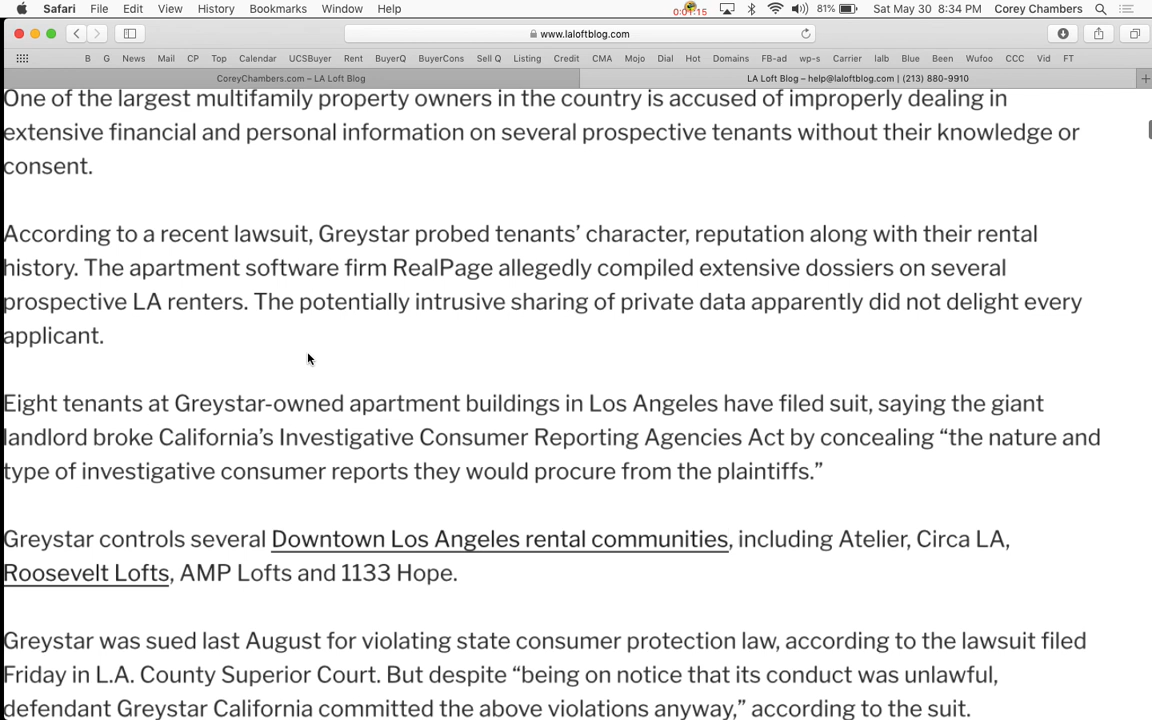 Safari File Edit View History Bookmarks Window Help 0:01:15 81% Sat May 30 8:34 PM Corey Chambers
www.laloftblog.com
B G News Mail CP Top Calendar UCSBuyer Rent BuyerQ BuyerCons Sell Q Listing Credit CMA Mojo Dial Hot Domains FB-ad wp-s Carrier lalb Blue Been Wufoo CCC Vid FT
CoreyChambers.com – LA Loft Blog LA Loft Blog – help@laloftblog.com | (213) 880-9910
One of the largest multifamily property owners in the country is accused of improperly dealing in
extensive financial and personal information on several prospective tenants without their knowledge or
consent.
According to a recent lawsuit, Greystar probed tenants’ character, reputation along with their rental
history. The apartment software firm RealPage allegedly compiled extensive dossiers on several
prospective LA renters. The potentially intrusive sharing of private data apparently did not delight every
applicant.
Eight tenants at Greystar-owned apartment buildings in Los Angeles have filed suit, saying the giant
landlord broke California’s Investigative Consumer Reporting Agencies Act by concealing “the nature and
type of investigative consumer reports they would procure from the plaintiffs.”
Greystar controls several Downtown Los Angeles rental communities, including Atelier, Circa LA,
Roosevelt Lofts, AMP Lofts and 1133 Hope.
Greystar was sued last August for violating state consumer protection law, according to the lawsuit filed
Friday in L.A. County Superior Court. But despite “being on notice that its conduct was unlawful,
defendant Greystar California committed the above violations anyway,” according to the suit.